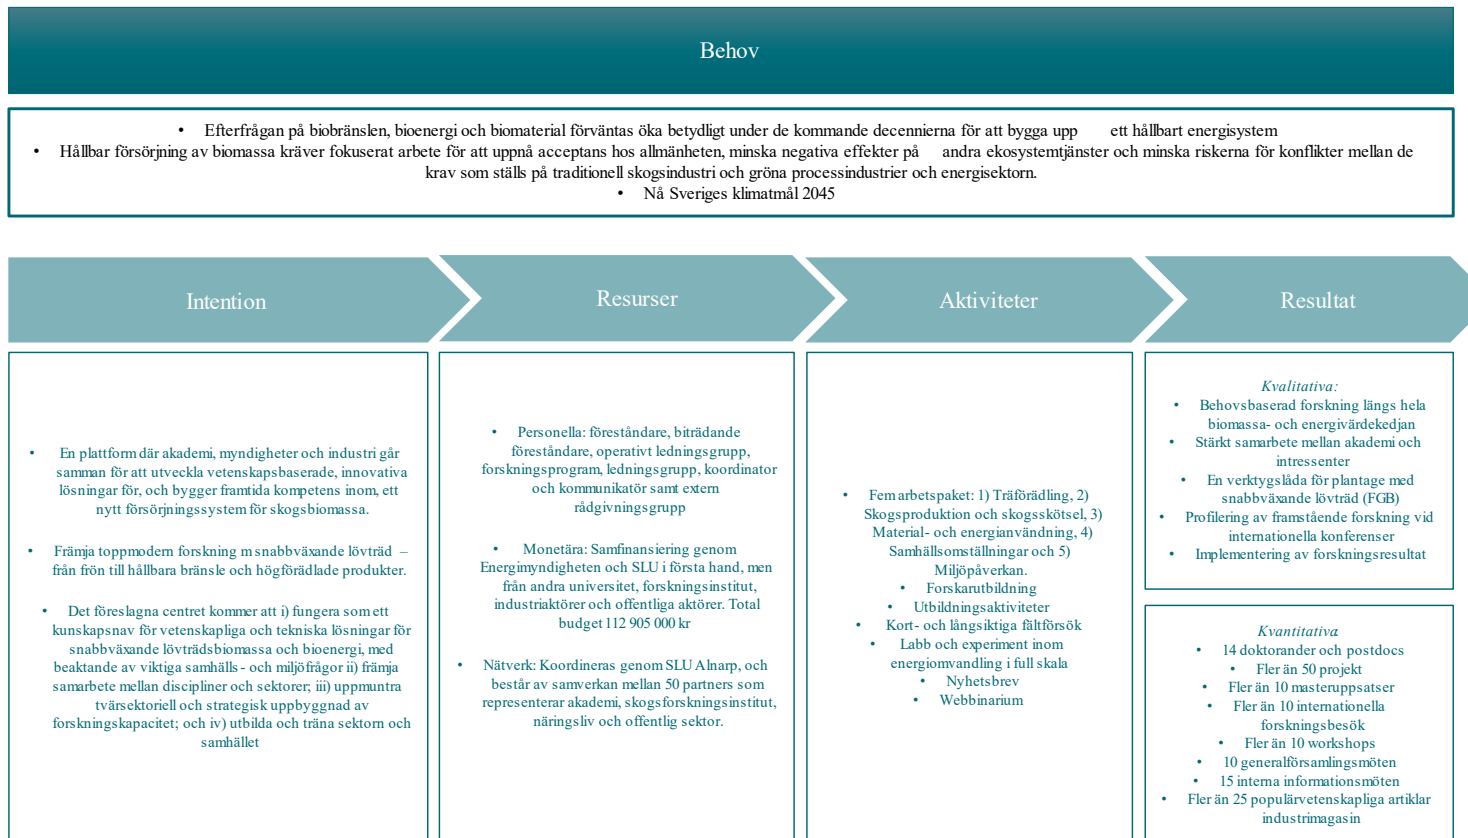 Behov
• Efterfrågan på biobränslen, bioenergi och biomaterial förväntas öka betydligt under de kommande decennierna för att bygga upp ett hållbart energisystem
• Hållbar försörjning av biomassa kräver fokuserat arbete för att uppnå acceptans hos allmänheten, minska negativa effekter på andra ekosystemtjänster och minska riskerna för konflikter mellan de
krav som ställs på traditionell skogsindustri och gröna processindustrier och energisektorn.
• Nå Sveriges klimatmål 2045
Intention
• En plattform där akademi, myndigheter och industri går
samman för att utveckla vetenskapsbaserade, innovativa
lösningar för, och bygger framtida kompetens inom, ett
nytt försörjningssystem för skogsbiomassa.
• Främja toppmodern forskning m snabbväxande lövträd –
från frön till hållbara bränsle och högförädlade produkter.
• Det föreslagna centret kommer att i) fungera som ett
kunskapsnav för vetenskapliga och tekniska lösningar för
snabbväxande lövträdsbiomassa och bioenergi, med
beaktande av viktiga samhälls- och miljöfrågor ii) främja
samarbete mellan discipliner och sektorer; iii) uppmuntra
tvärsektoriell och strategisk uppbyggnad av
forskningskapacitet; och iv) utbilda och träna sektorn och
samhället
Resurser
• Personella: föreståndare, biträdande
föreståndare, operativt ledningsgrupp,
forskningsprogram, ledningsgrupp, koordinator
och kommunikatör samt extern
rådgivningsgrupp
• Monetära: Samfinansiering genom
Energimyndigheten och SLU i första hand, men
från andra universitet, forskningsinstitut,
industriaktörer och offentliga aktörer. Total
budget 112 905 000 kr
• Nätverk: Koordineras genom SLU Alnarp, och
består av samverkan mellan 50 partners som
representerar akademi, skogsforskningsinstitut,
näringsliv och offentlig sektor.
Aktiviteter
• Fem arbetspaket: 1) Träförädling, 2)
Skogsproduktion och skogsskötsel, 3)
Material- och energianvändning, 4)
Samhällsomställningar och 5)
Miljöpåverkan.
• Forskarutbildning
• Utbildningsaktiviteter
• Kort- och långsiktiga fältförsök
• Labb och experiment inom
energiomvandling i full skala
• Nyhetsbrev
• Webbinarium
Resultat
Kvalitativa:
• Behovsbaserad forskning längs hela
biomassa- och energivärdekedjan
• Stärkt samarbete mellan akademi och
intressenter
• En verktygslåda för plantage med
snabbväxande lövträd (FGB)
• Profilering av framstående forskning vid
internationella konferenser
• Implementering av forskningsresultat
Kvantitativa:
• 14 doktorander och postdocs
• Fler än 50 projekt
• Fler än 10 masteruppsatser
• Fler än 10 internationella
forskningsbesök
• Fler än 10 workshops
• 10 generalförsamlingsmöten
• 15 interna informationsmöten
• Fler än 25 populärvetenskapliga artiklar
industrimagasin